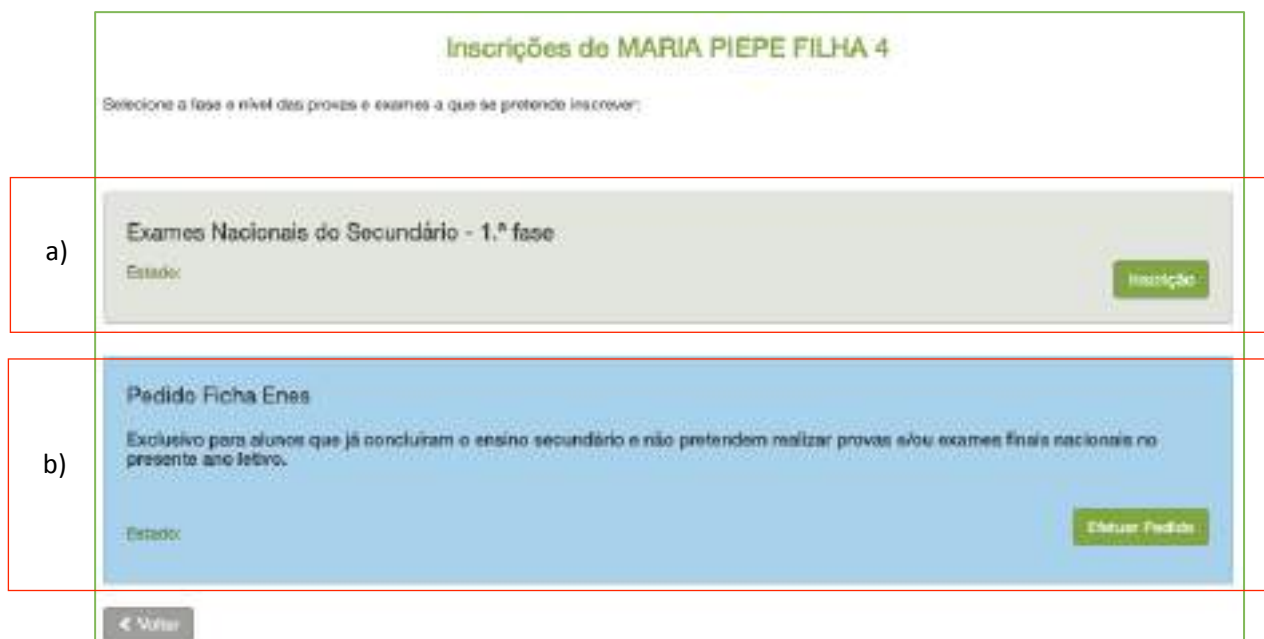 Inscrições de MARIA PIEPE FILHA 4
Selecione a fase e nível das provas e exames a que se pretende inscrever:
a)
Exames Nacionais do Secundário - 1.ª fase
Estado:
Inscrição
b)
Pedido Ficha Enes
Exclusivo para alunos que já concluíram o ensino secundário e não pretendem realizar provas e/ou exames finais nacionais no
presente ano letivo.
Estado:
Efetuar Pedido
Voltar